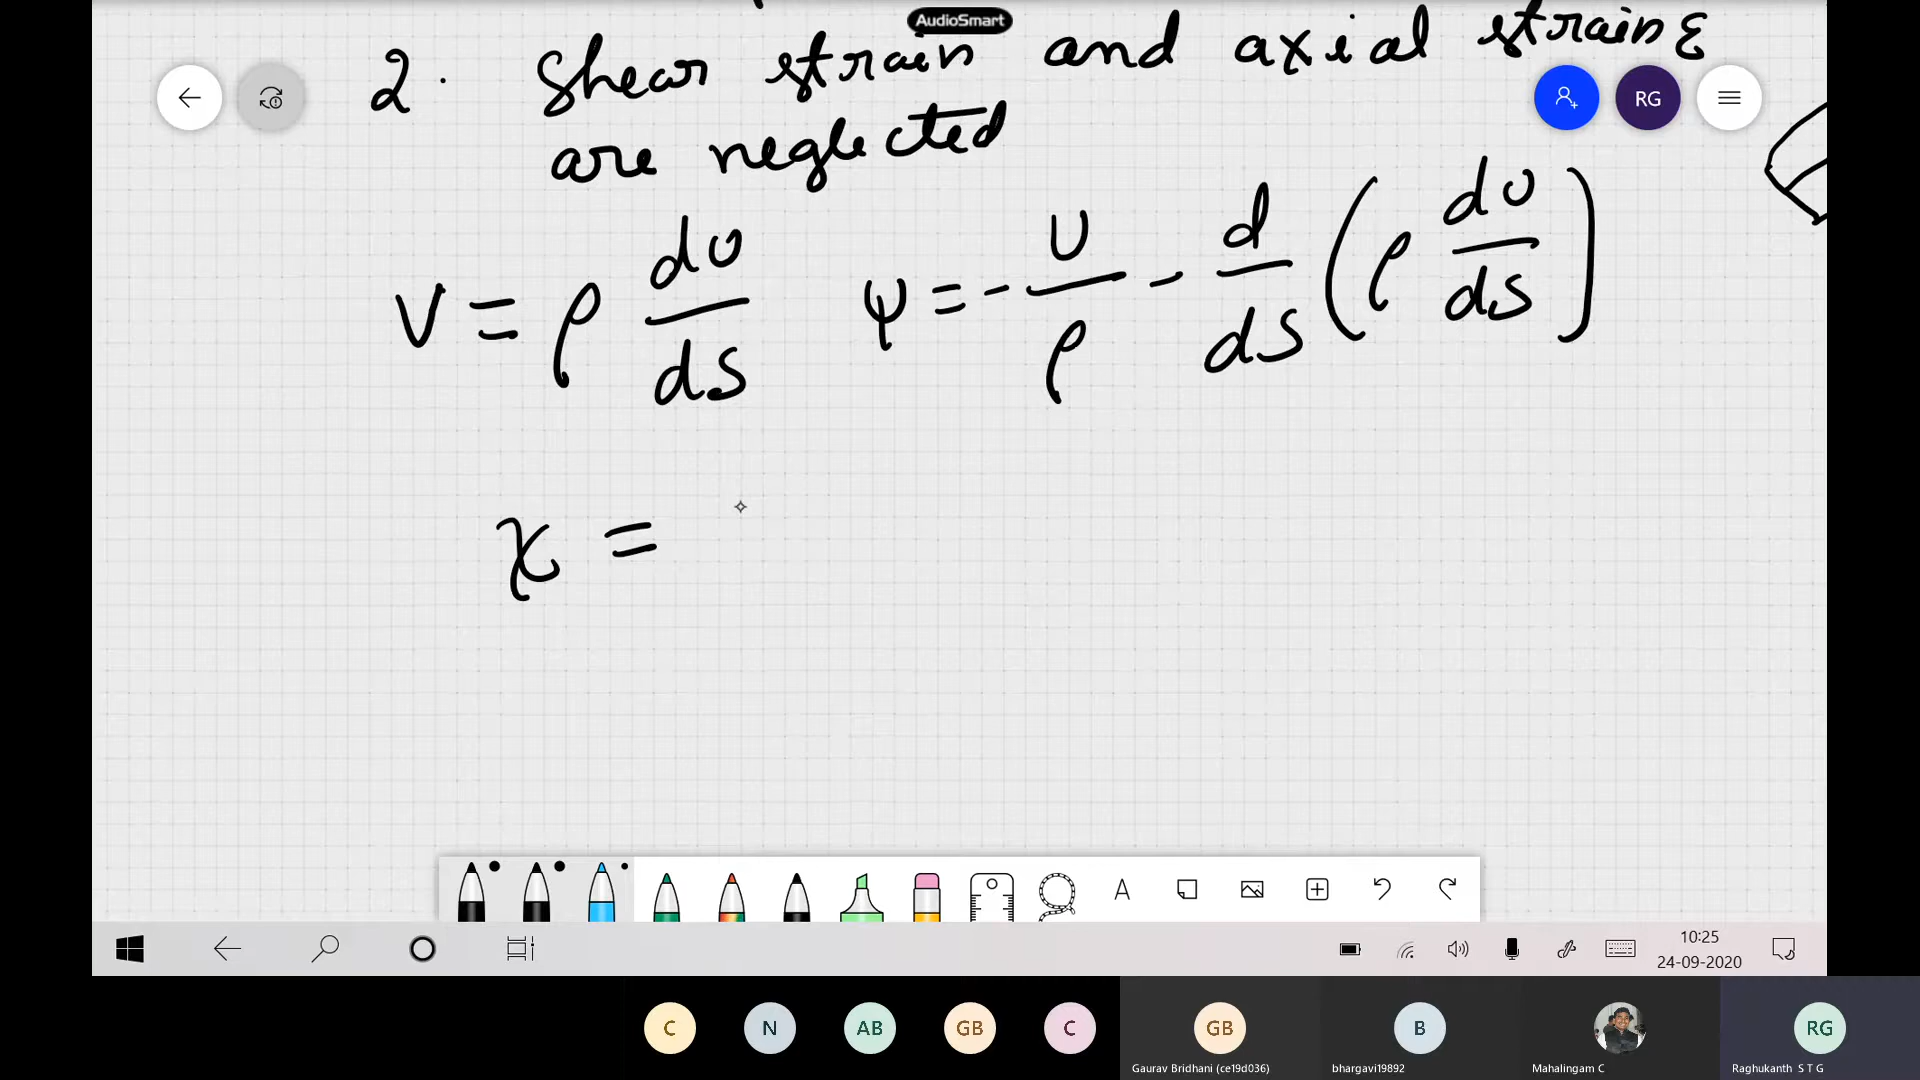 AudioSmart
2. Shear strain and axial strain ε
are neglected
RG
V = ρ dυ/ds ψ = - υ/ρ - d/ds (ρ dυ/ds)
χ =
A
10:25
24-09-2020
C N AB GB C GB B RG
Gaurav Bridhani (ce19d036) bhargavi19892 Mahalingam C Raghukanth S T G